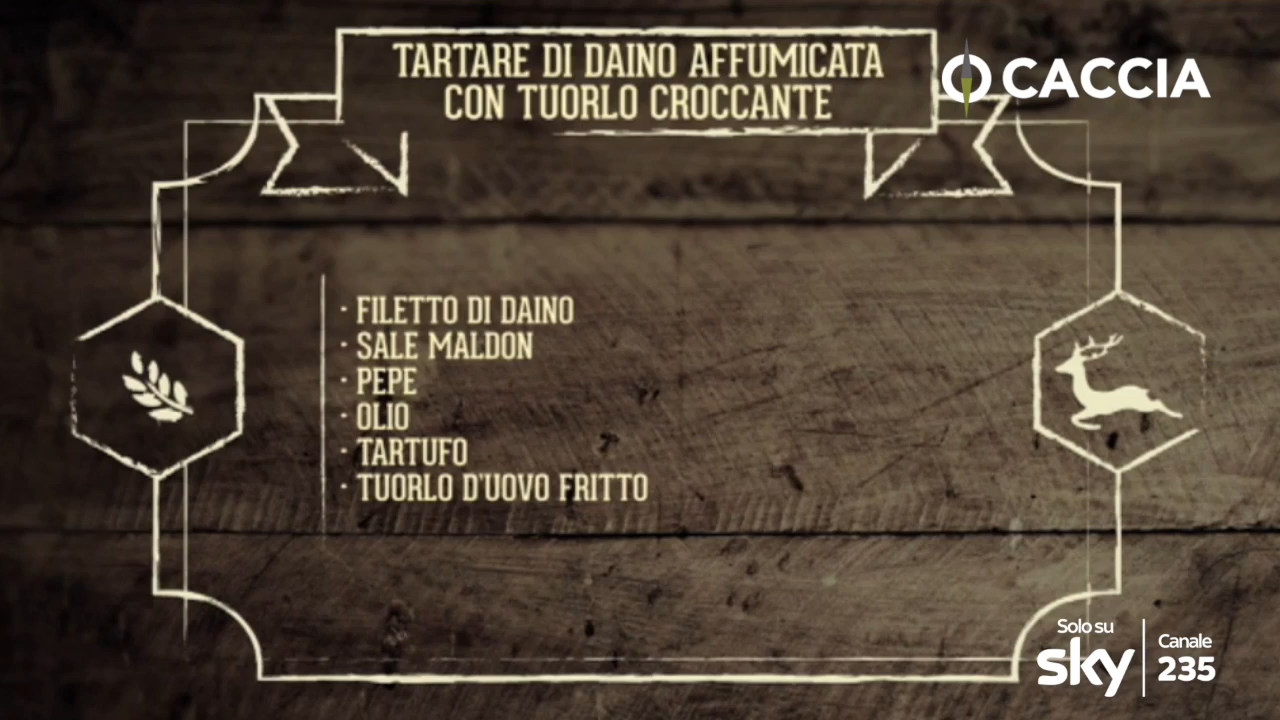 TARTARE DI DAINO AFFUMICATA
CON TUORLO CROCCANTE
CACCIA
· FILETTO DI DAINO
· SALE MALDON
· PEPE
· OLIO
· TARTUFO
· TUORLO D'UOVO FRITTO
Solo su
sky
Canale
235